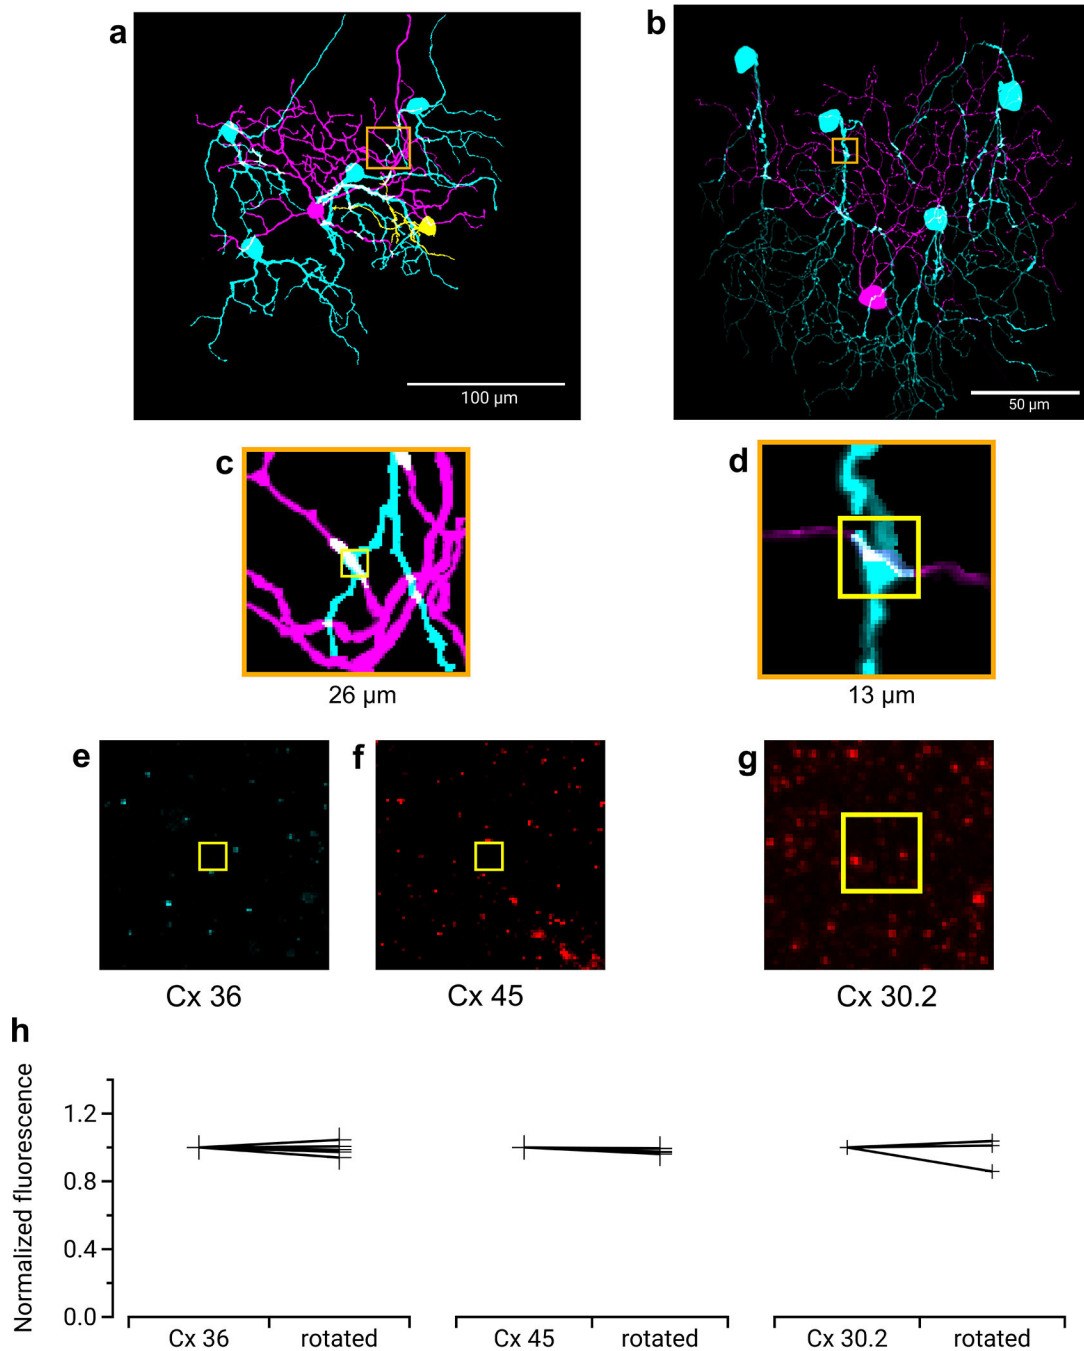 a
b
100 µm
50 µm
c
d
26 µm
13 µm
e
f
g
Cx 36
Cx 45
Cx 30.2
h
Normalized fluorescence
1.2
0.8
0.4
0.0
Cx 36 rotated Cx 45 rotated Cx 30.2 rotated